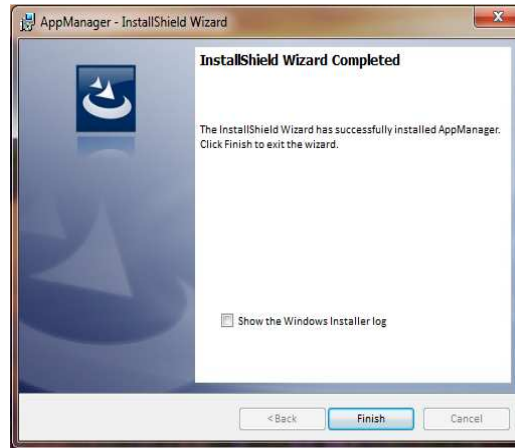 AppManager - InstallShield Wizard
InstallShield Wizard Completed
The InstallShield Wizard has successfully installed AppManager.
Click Finish to exit the wizard.
Show the Windows Installer log
< Back
Finish
Cancel